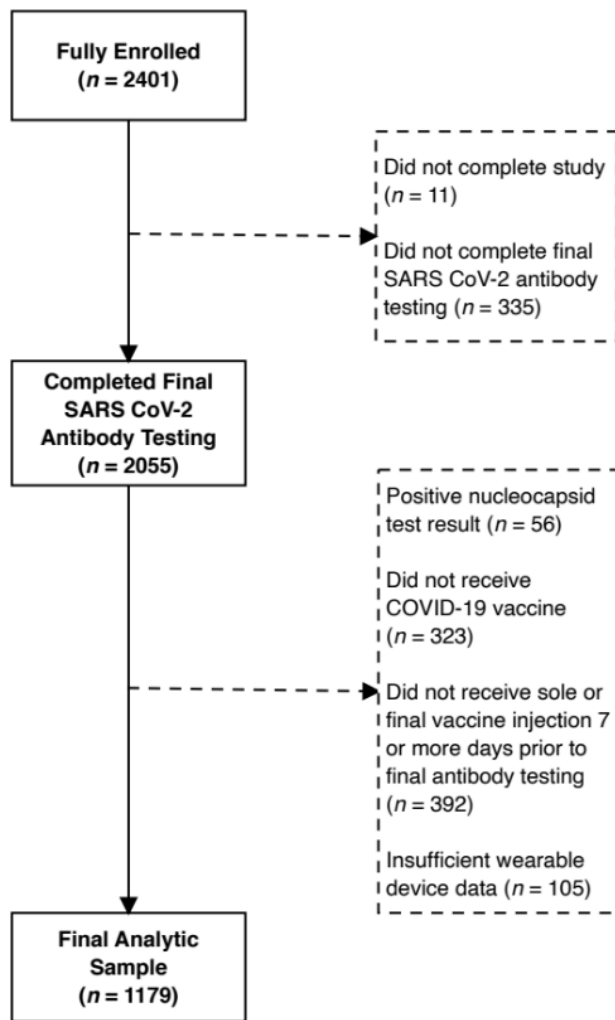 Fully Enrolled
(n = 2401)
Did not complete study
(n = 11)
Did not complete final
SARS CoV-2 antibody
testing (n = 335)
Completed Final
SARS CoV-2
Antibody Testing
(n = 2055)
Positive nucleocapsid
test result (n = 56)
Did not receive
COVID-19 vaccine
(n = 323)
Did not receive sole or
final vaccine injection 7
or more days prior to
final antibody testing
(n = 392)
Insufficient wearable
device data (n = 105)
Final Analytic
Sample
(n = 1179)